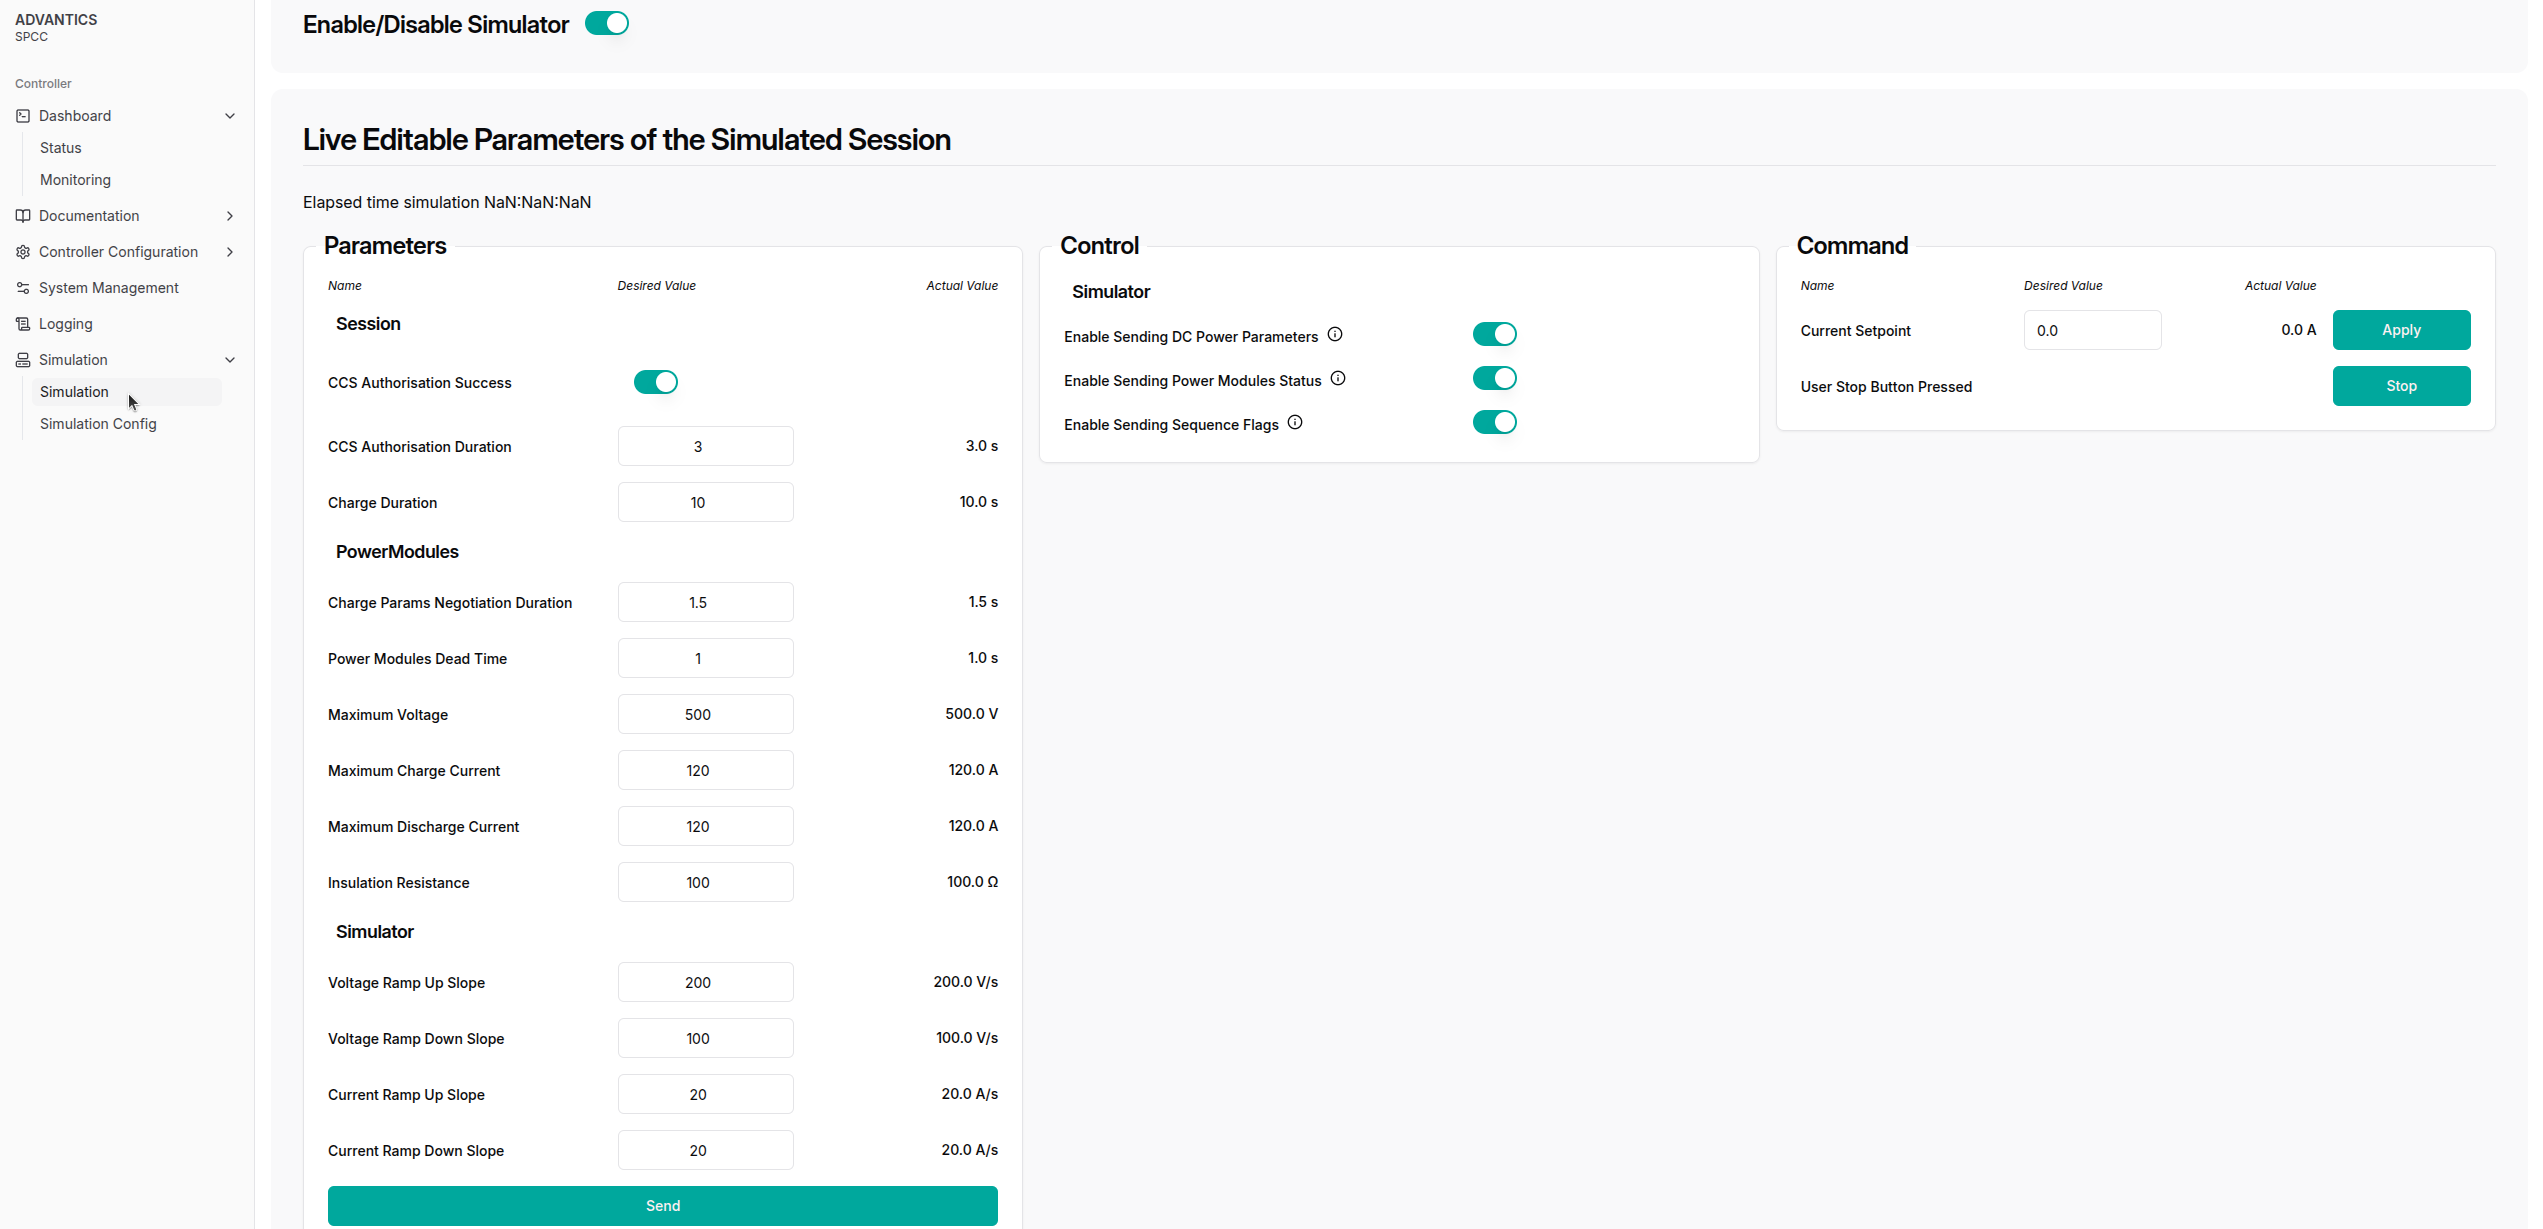 ADVANTICS
SPCC
Controller
Dashboard
Status
Monitoring
Documentation
Controller Configuration
System Management
Logging
Simulation
Simulation
Simulation Config
Enable/Disable Simulator
Live Editable Parameters of the Simulated Session
Elapsed time simulation NaN:NaN:NaN
Parameters
Name Desired Value Actual Value
Session
CCS Authorisation Success
CCS Authorisation Duration 3 3.0 s
Charge Duration 10 10.0 s
PowerModules
Charge Params Negotiation Duration 1.5 1.5 s
Power Modules Dead Time 1 1.0 s
Maximum Voltage 500 500.0 V
Maximum Charge Current 120 120.0 A
Maximum Discharge Current 120 120.0 A
Insulation Resistance 100 100.0 Ω
Simulator
Voltage Ramp Up Slope 200 200.0 V/s
Voltage Ramp Down Slope 100 100.0 V/s
Current Ramp Up Slope 20 20.0 A/s
Current Ramp Down Slope 20 20.0 A/s
Send
Control
Simulator
Enable Sending DC Power Parameters
Enable Sending Power Modules Status
Enable Sending Sequence Flags
Command
Name Desired Value Actual Value
Current Setpoint 0.0 0.0 A Apply
User Stop Button Pressed Stop